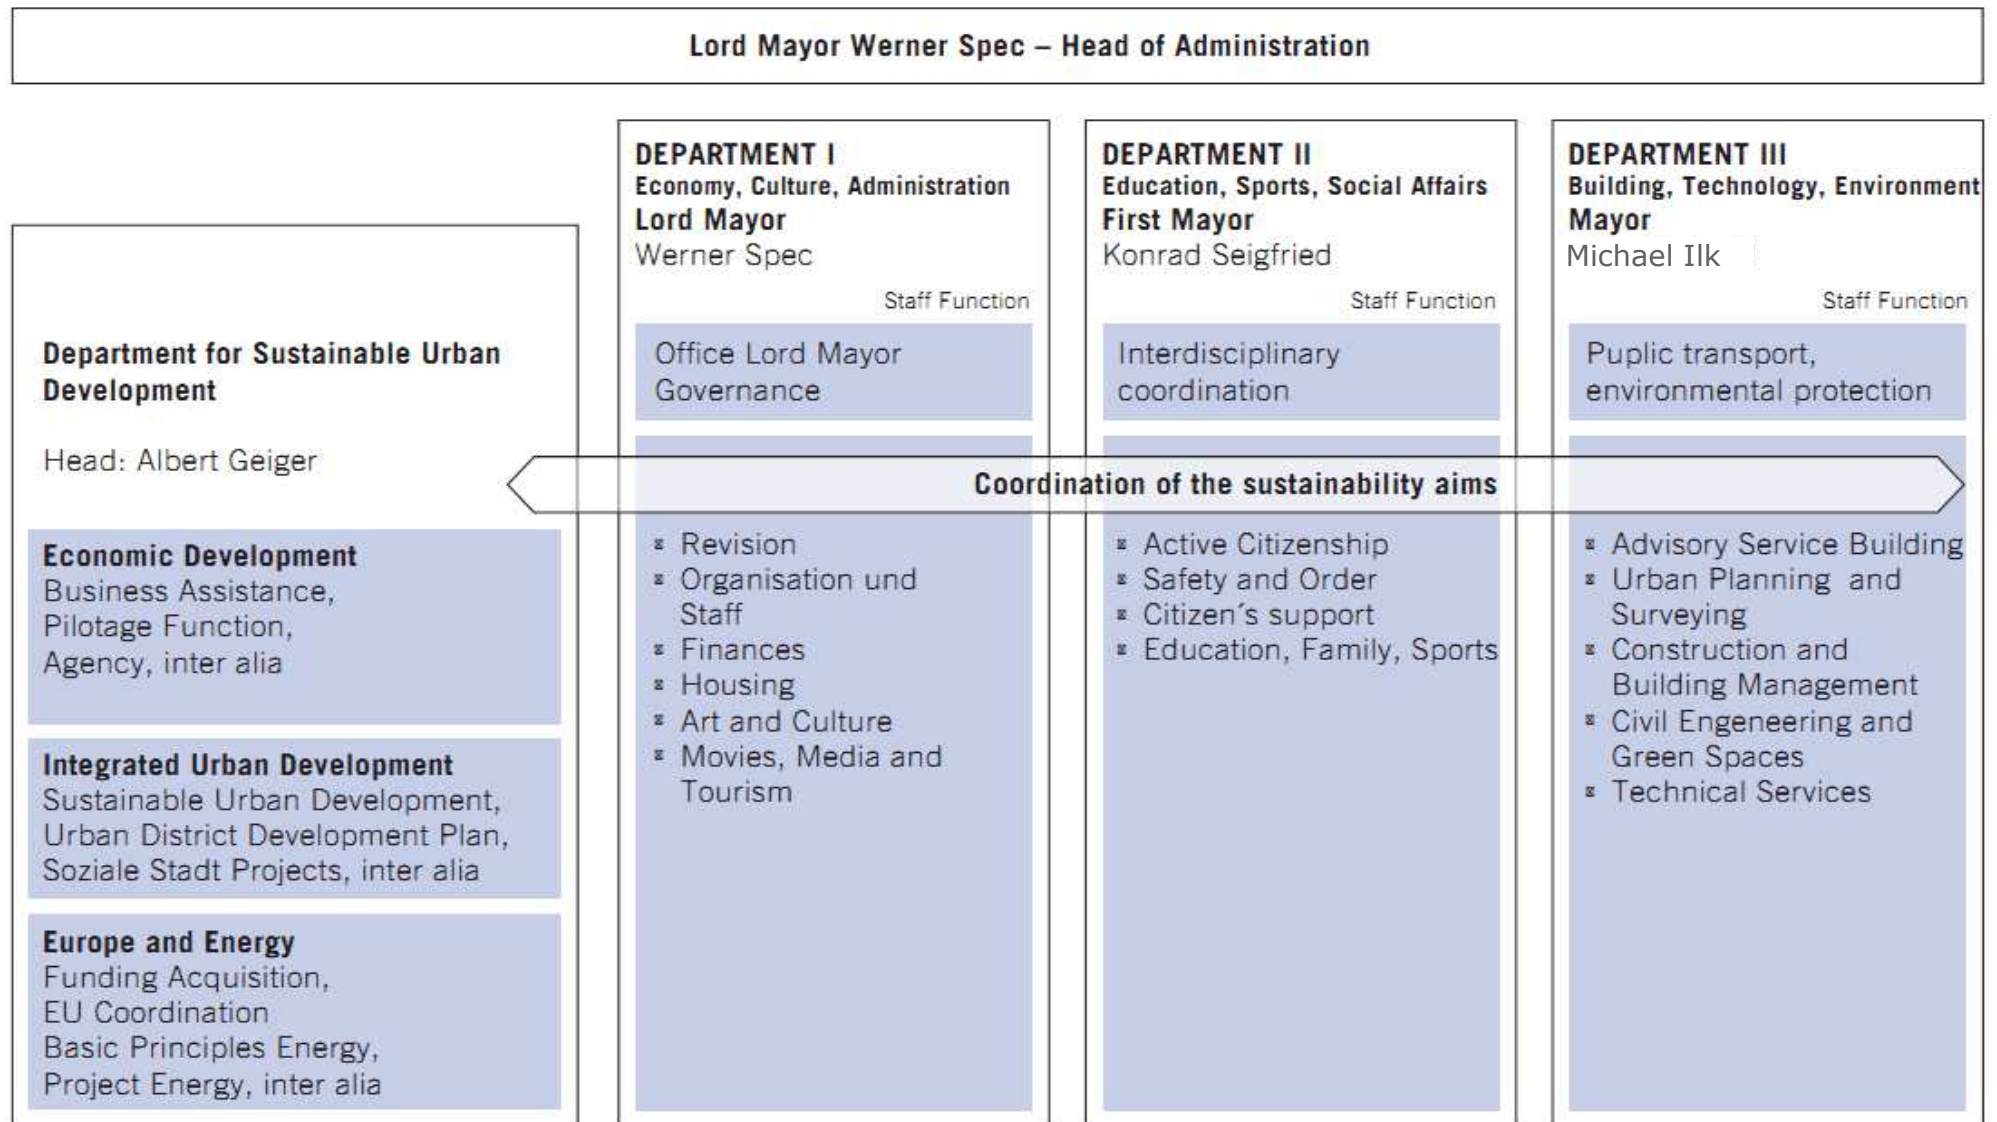 Lord Mayor Werner Spec – Head of Administration
Department for Sustainable Urban
Development
Head: Albert Geiger
Economic Development
Business Assistance,
Pilotage Function,
Agency, inter alia
Integrated Urban Development
Sustainable Urban Development,
Urban District Development Plan,
Soziale Stadt Projects, inter alia
Europe and Energy
Funding Acquisition,
EU Coordination
Basic Principles Energy,
Project Energy, inter alia
DEPARTMENT I
Economy, Culture, Administration
Lord Mayor
Werner Spec
Staff Function
Office Lord Mayor
Governance
Coordination of the sustainability aims
Revision
Organisation und
Staff
Finances
Housing
Art and Culture
Movies, Media and
Tourism
DEPARTMENT II
Education, Sports, Social Affairs
First Mayor
Konrad Seigfried
Staff Function
Interdisciplinary
coordination
Active Citizenship
Safety and Order
Citizen´s support
Education, Family, Sports
DEPARTMENT III
Building, Technology, Environment
Mayor
Michael Ilk
Staff Function
Puplic transport,
environmental protection
Advisory Service Building
Urban Planning and
Surveying
Construction and
Building Management
Civil Engeneering and
Green Spaces
Technical Services